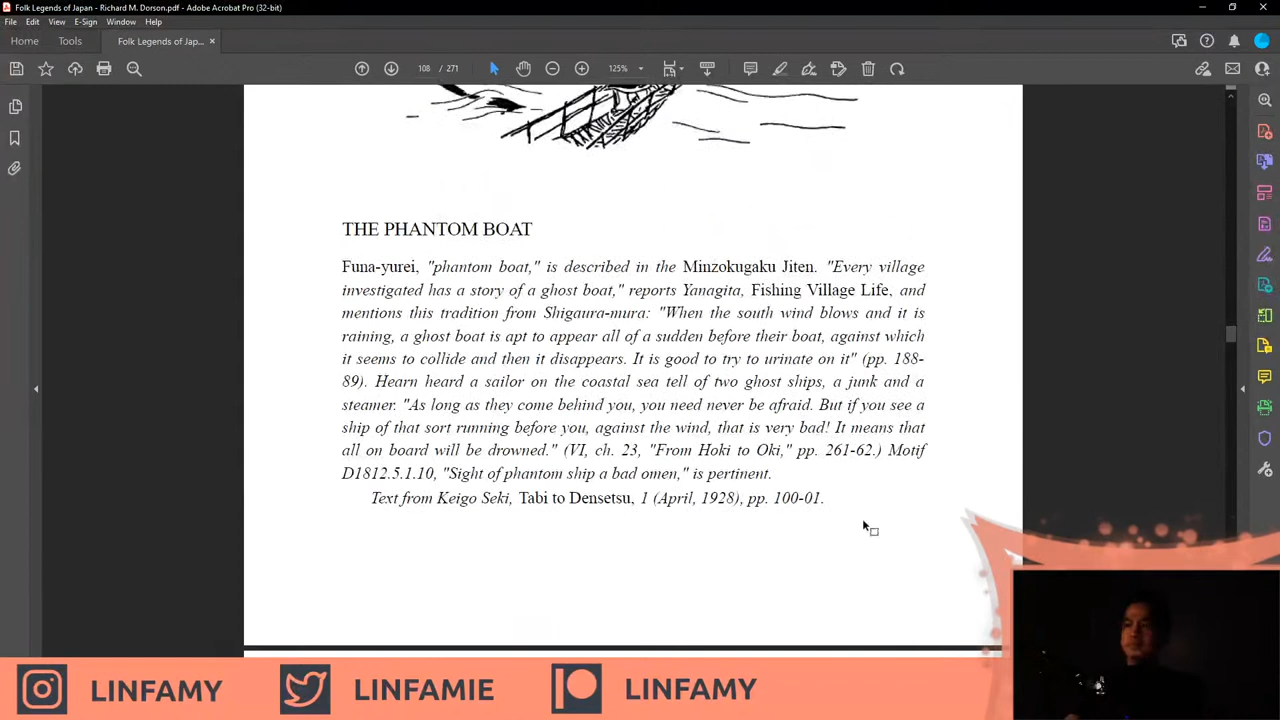 Folk Legends of Japan - Richard M. Dorson.pdf - Adobe Acrobat Pro (32-bit)
File Edit View E-Sign Window Help
Home Tools Folk Legends of Jap... ×
108 / 271 125%
THE PHANTOM BOAT
Funa-yurei, "phantom boat," is described in the Minzokugaku Jiten. "Every village
investigated has a story of a ghost boat," reports Yanagita, Fishing Village Life, and
mentions this tradition from Shigaura-mura: "When the south wind blows and it is
raining, a ghost boat is apt to appear all of a sudden before their boat, against which
it seems to collide and then it disappears. It is good to try to urinate on it" (pp. 188-
89). Hearn heard a sailor on the coastal sea tell of two ghost ships, a junk and a
steamer. "As long as they come behind you, you need never be afraid. But if you see a
ship of that sort running before you, against the wind, that is very bad! It means that
all on board will be drowned." (VI, ch. 23, "From Hoki to Oki," pp. 261-62.) Motif
D1812.5.1.10, "Sight of phantom ship a bad omen," is pertinent.
Text from Keigo Seki, Tabi to Densetsu, 1 (April, 1928), pp. 100-01.
LINFAMY LINFAMIE LINFAMY